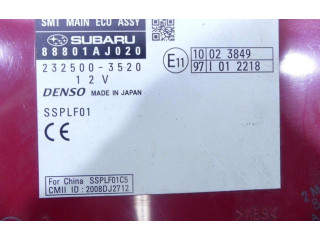 SMT MAIN ECU ASSY
SUBARU
88801AJ020
232500-3520
12V
DENSO MADE IN JAPAN
SSPLF01
CE
E11
10 02 3849
97 I 01 2218
For China SSPLF01C5
CMII ID : 2008DJ2712